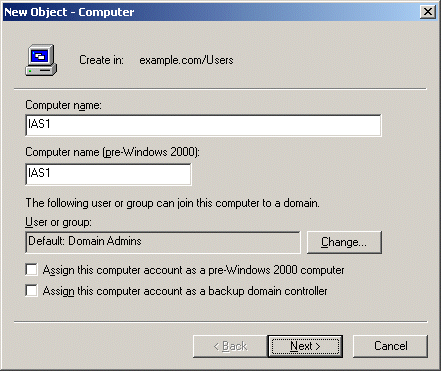 New Object - Computer
Create in: example.com/Users
Computer name:
IAS1
Computer name (pre-Windows 2000):
IAS1
The following user or group can join this computer to a domain.
User or group:
Default: Domain Admins
Change...
Assign this computer account as a pre-Windows 2000 computer
Assign this computer account as a backup domain controller
< Back
Next >
Cancel